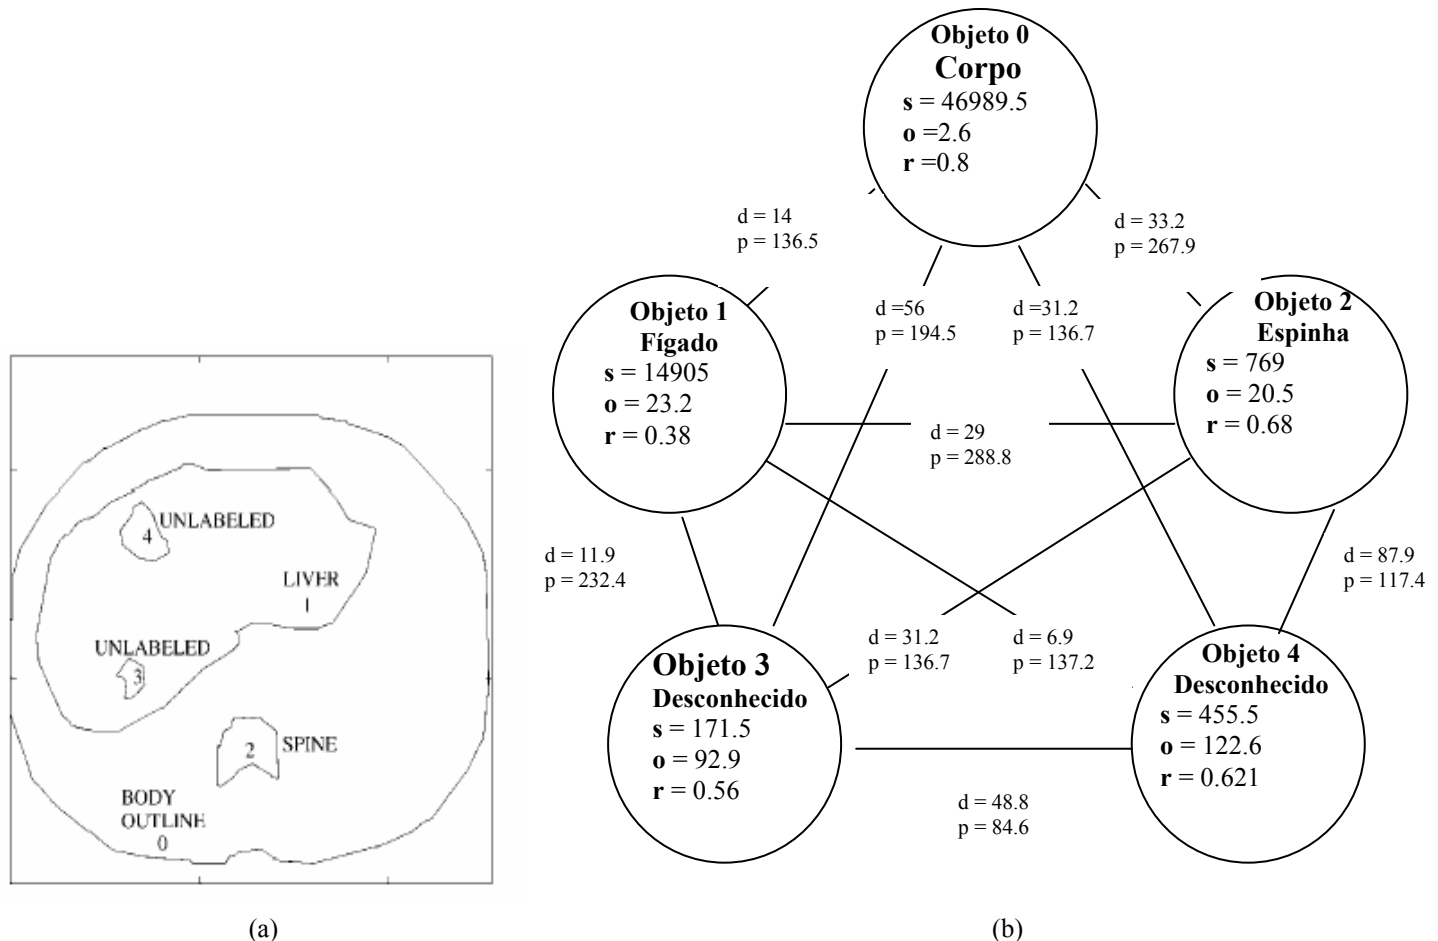 Objeto 0
Corpo
s = 46989.5
o =2.6
r =0.8
d = 14
p = 136.5
d = 33.2
p = 267.9
Objeto 1
Fígado
s = 14905
o = 23.2
r = 0.38
d =56
p = 194.5
d =31.2
p = 136.7
Objeto 2
Espinha
s = 769
o = 20.5
r = 0.68
d = 29
p = 288.8
d = 11.9
p = 232.4
d = 87.9
p = 117.4
d = 31.2
p = 136.7
d = 6.9
p = 137.2
Objeto 3
Desconhecido
s = 171.5
o = 92.9
r = 0.56
Objeto 4
Desconhecido
s = 455.5
o = 122.6
r = 0.621
d = 48.8
p = 84.6
UNLABELED
4
LIVER
1
UNLABELED
3
2 SPINE
BODY
OUTLINE
0
(a)
(b)